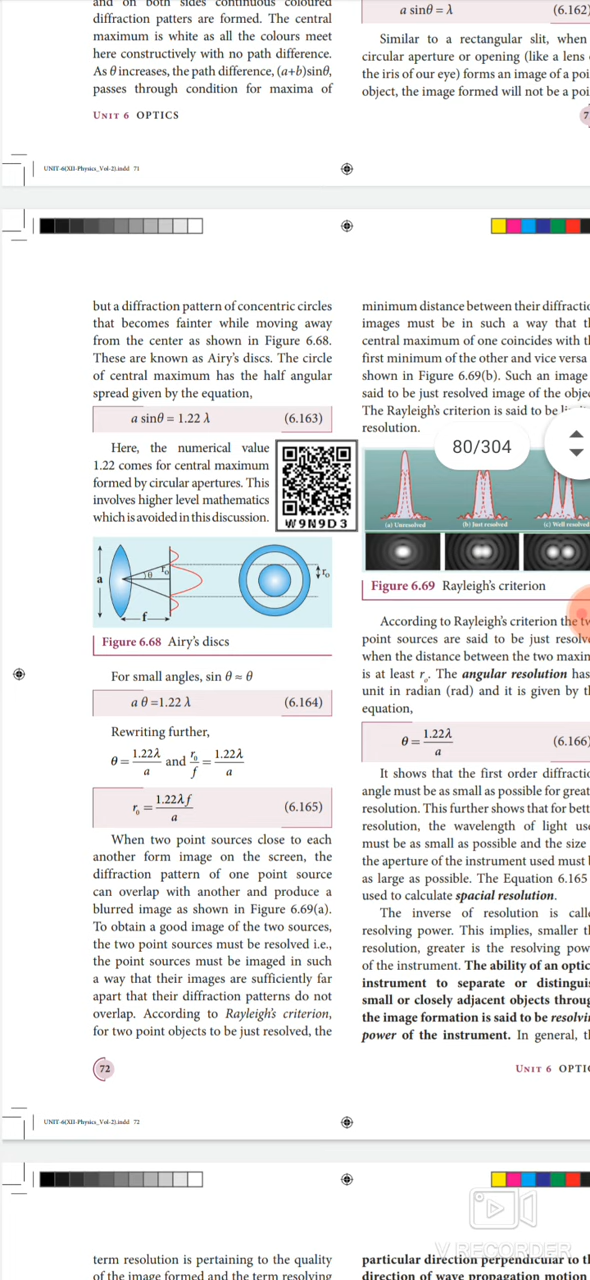 and on both sides continuous coloured
diffraction patters are formed. The central
maximum is white as all the colours meet
here constructively with no path difference.
As θ increases, the path difference, (a+b)sinθ,
passes through condition for maxima of
UNIT 6 OPTICS
a sinθ = λ (6.162)
Similar to a rectangular slit, when
circular aperture or opening (like a lens
the iris of our eye) forms an image of a poi
object, the image formed will not be a poi
7
UNIT-6(XII-Physics_Vol-2).indd 71
but a diffraction pattern of concentric circles
that becomes fainter while moving away
from the center as shown in Figure 6.68.
These are known as Airy's discs. The circle
of central maximum has the half angular
spread given by the equation,
a sinθ = 1.22 λ (6.163)
Here, the numerical value
1.22 comes for central maximum
formed by circular apertures. This
involves higher level mathematics
which is avoided in this discussion.
W9N9D3
a
θ
r₀
f
r₀
Figure 6.68 Airy's discs
For small angles, sin θ ≈ θ
a θ =1.22 λ (6.164)
Rewriting further,
θ = 1.22λ/a and r₀/f = 1.22λ/a
r₀ = 1.22λf/a (6.165)
When two point sources close to each
another form image on the screen, the
diffraction pattern of one point source
can overlap with another and produce a
blurred image as shown in Figure 6.69(a).
To obtain a good image of the two sources,
the two point sources must be resolved i.e.,
the point sources must be imaged in such
a way that their images are sufficiently far
apart that their diffraction patterns do not
overlap. According to Rayleigh's criterion,
for two point objects to be just resolved, the
72
minimum distance between their diffractio
images must be in such a way that th
central maximum of one coincides with t
first minimum of the other and vice versa
shown in Figure 6.69(b). Such an image
said to be just resolved image of the objec
The Rayleigh's criterion is said to be
resolution.
80/304
(a) Unresolved (b) Just resolved (c) Well resolved
Figure 6.69 Rayleigh's criterion
According to Rayleigh's criterion the tw
point sources are said to be just resolv
when the distance between the two maxim
is at least r₀. The angular resolution has
unit in radian (rad) and it is given by th
equation,
θ = 1.22λ/a (6.166)
It shows that the first order diffractio
angle must be as small as possible for great
resolution. This further shows that for bett
resolution, the wavelength of light use
must be as small as possible and the size
the aperture of the instrument used must b
as large as possible. The Equation 6.165
used to calculate spacial resolution.
The inverse of resolution is calle
resolving power. This implies, smaller th
resolution, greater is the resolving pow
of the instrument. The ability of an optic
instrument to separate or distinguis
small or closely adjacent objects throug
the image formation is said to be resolvin
power of the instrument. In general, th
UNIT 6 OPTIC
UNIT-6(XII-Physics_Vol-2).indd 72
term resolution is pertaining to the quality
of the image formed and the term resolving
particular direction perpendicular to th
direction of wave propagation motion
V RECORDER